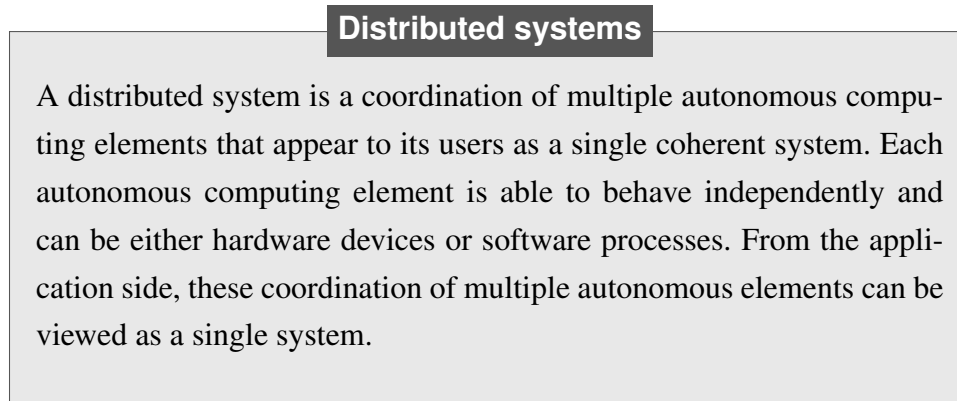 Distributed systems
A distributed system is a coordination of multiple autonomous compu-
ting elements that appear to its users as a single coherent system. Each
autonomous computing element is able to behave independently and
can be either hardware devices or software processes. From the appli-
cation side, these coordination of multiple autonomous elements can be
viewed as a single system.